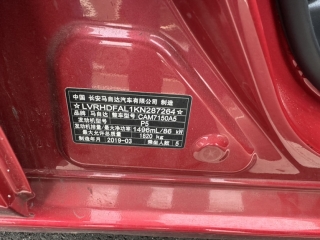 中国 长安马自达汽车有限公司 制造
★LVRHDFAL1KN287264★
品牌 马自达 整车型号 CAM7150A5
发动机型号 P5
发动机排量/最大净功率 1496mL/86 kW
最大允许总质量 1620 kg
制造年月 2019-03 乘坐人数 5